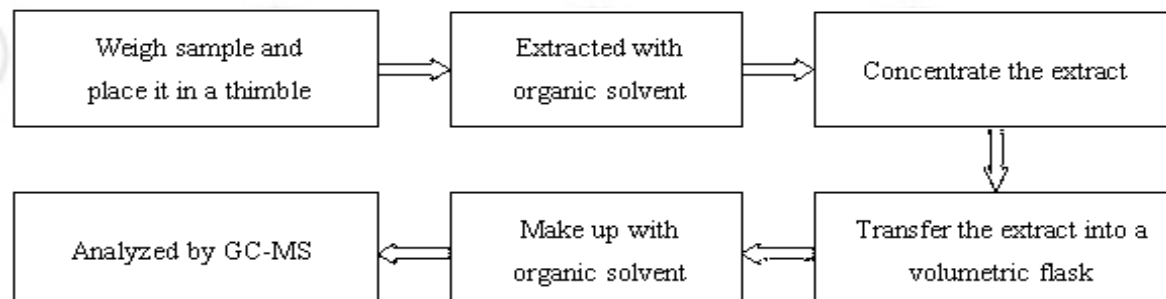 Weigh sample and
place it in a thimble
Extracted with
organic solvent
Concentrate the extract
Transfer the extract into a
volumetric flask
Make up with
organic solvent
Analyzed by GC-MS